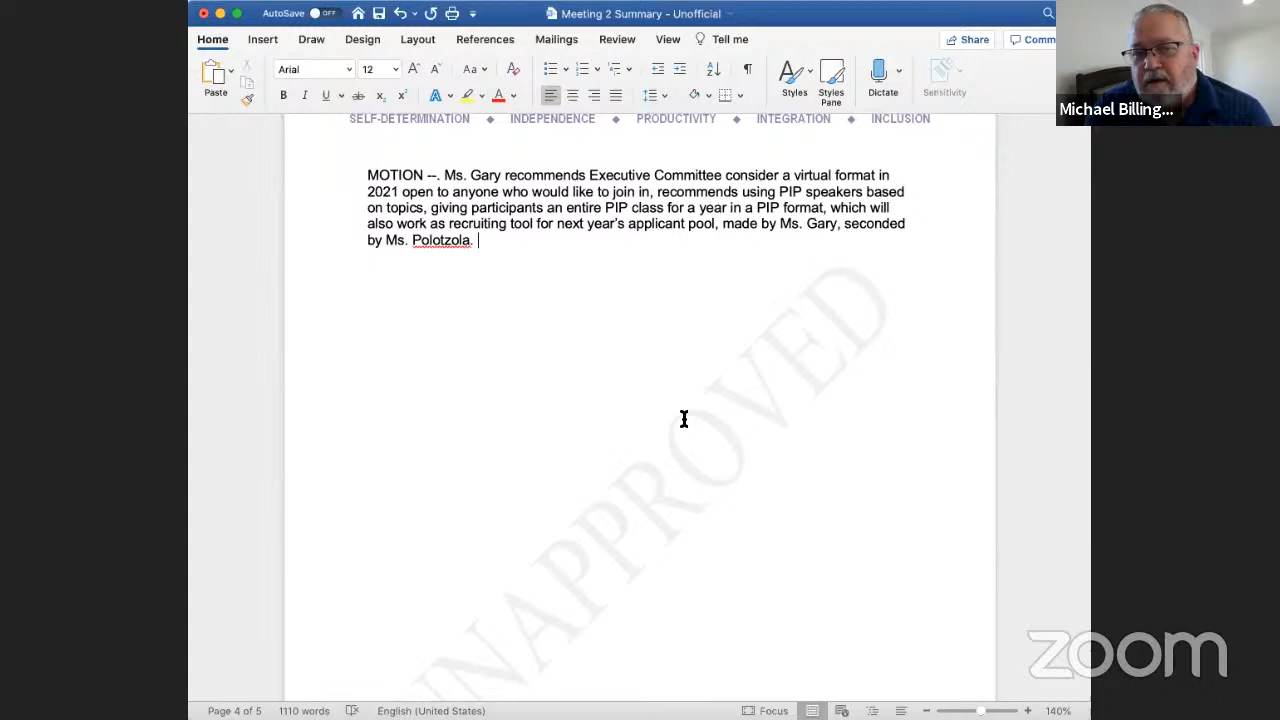 AutoSave OFF
Meeting 2 Summary - Unofficial
Home Insert Draw Design Layout References Mailings Review View Tell me
Share Comm
Paste
Arial 12 Aa
B I U ab x₂ x² A A
Styles
Styles Pane
Dictate
Sensitivity
Michael Billing...
SELF-DETERMINATION ◆ INDEPENDENCE ◆ PRODUCTIVITY ◆ INTEGRATION ◆ INCLUSION
MOTION --. Ms. Gary recommends Executive Committee consider a virtual format in
2021 open to anyone who would like to join in, recommends using PIP speakers based
on topics, giving participants an entire PIP class for a year in a PIP format, which will
also work as recruiting tool for next year's applicant pool, made by Ms. Gary, seconded
by Ms. Polotzola.
UNAPPROVED
zoom
Page 4 of 5 1110 words English (United States) Focus 140%